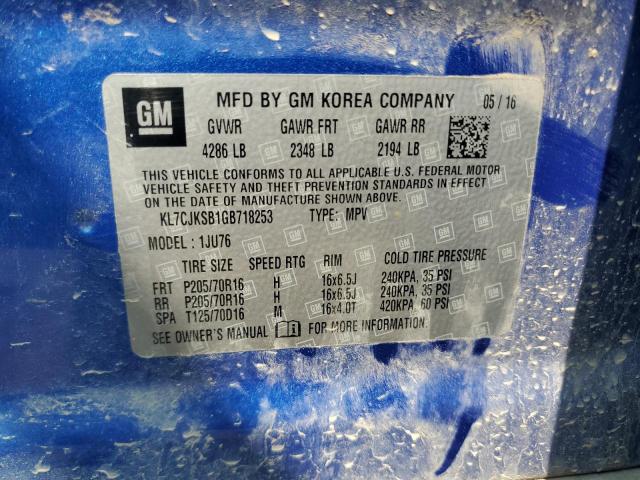 GM
MFD BY GM KOREA COMPANY 05/16
GVWR GAWR FRT GAWR RR
4286 LB 2348 LB 2194 LB
THIS VEHICLE CONFORMS TO ALL APPLICABLE U.S. FEDERAL MOTOR
VEHICLE SAFETY AND THEFT PREVENTION STANDARDS IN EFFECT
ON THE DATE OF MANUFACTURE SHOWN ABOVE.
KL7CJKSB1GB718253 TYPE: MPV
MODEL: 1JU76
TIRE SIZE SPEED RTG RIM COLD TIRE PRESSURE
FRT P205/70R16 H 16x6.5J 240KPA, 35 PSI
RR P205/70R16 H 16x6.5J 240KPA, 35 PSI
SPA T125/70D16 M 16x4.0T 420KPA, 60 PSI
SEE OWNER'S MANUAL FOR MORE INFORMATION.